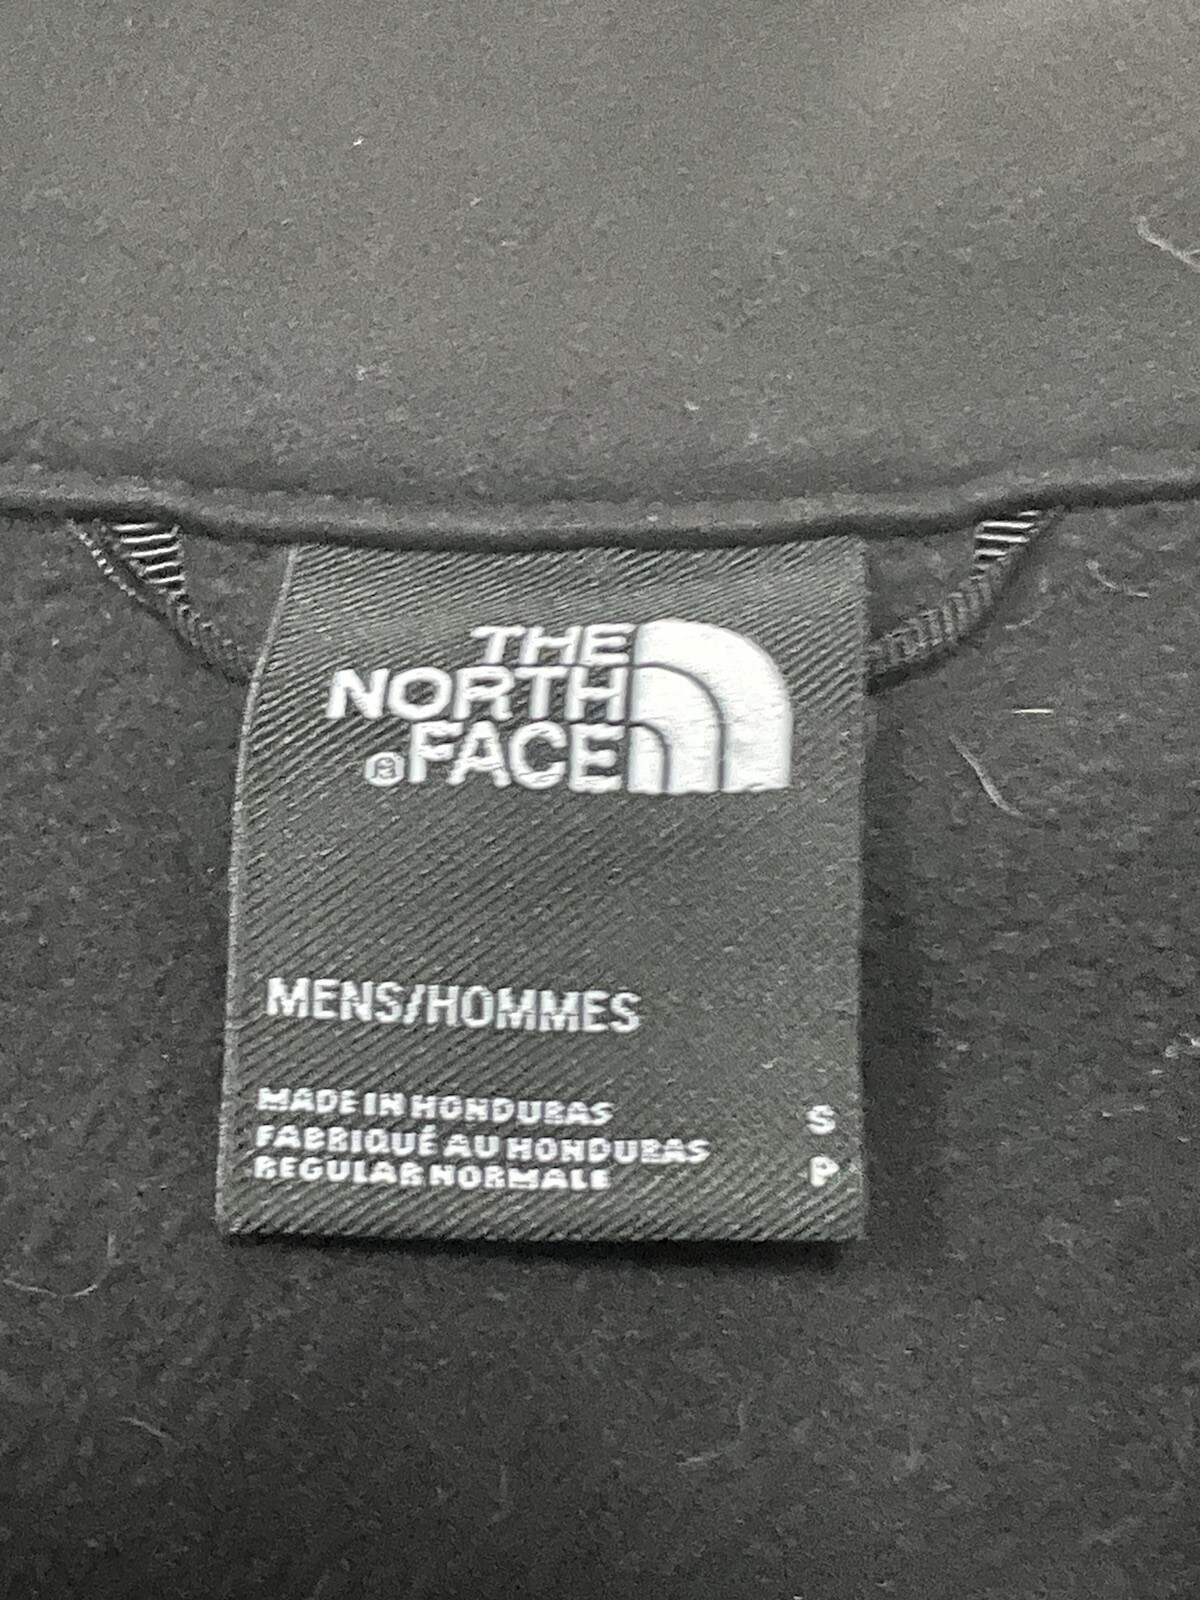 THE
NORTH
®FACE
MENS/HOMMES
MADE IN HONDURAS S
FABRIQUÉ AU HONDURAS
REGULAR NORMALE P